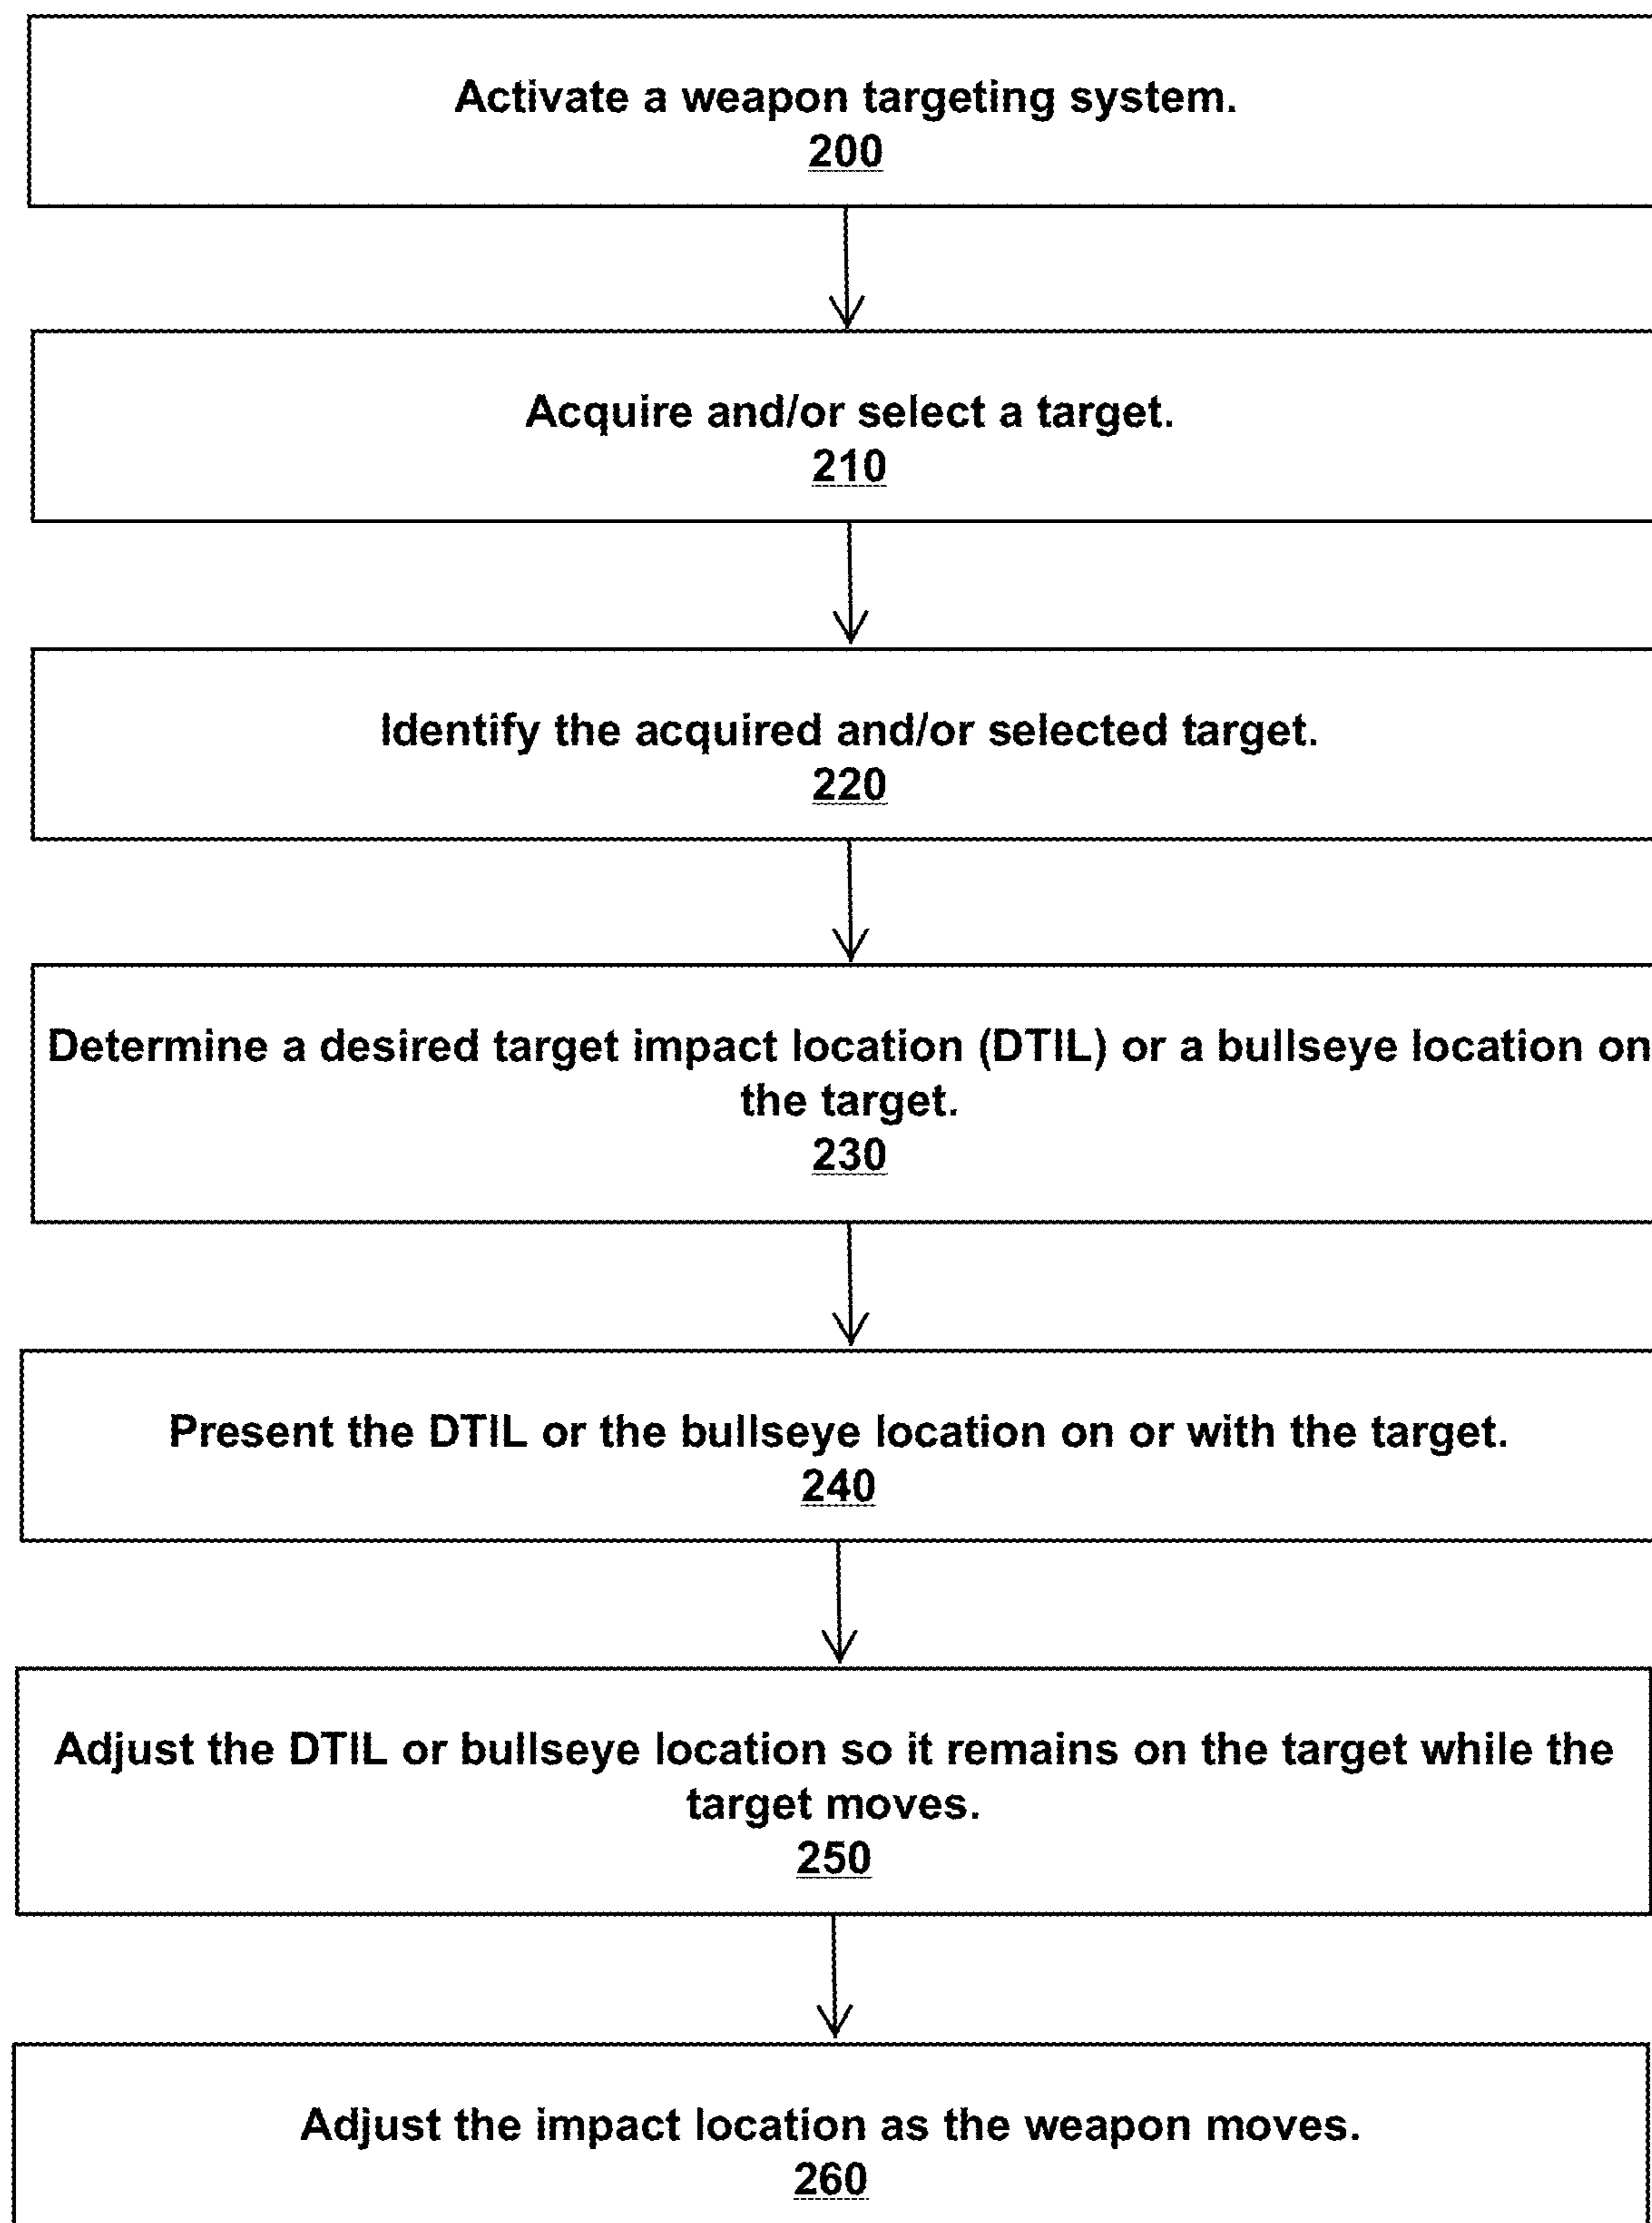 Activate a weapon targeting system.
200
Acquire and/or select a target.
210
Identify the acquired and/or selected target.
220
Determine a desired target impact location (DTIL) or a bullseye location on
the target.
230
Present the DTIL or the bullseye location on or with the target.
240
Adjust the DTIL or bullseye location so it remains on the target while the
target moves.
250
Adjust the impact location as the weapon moves.
260